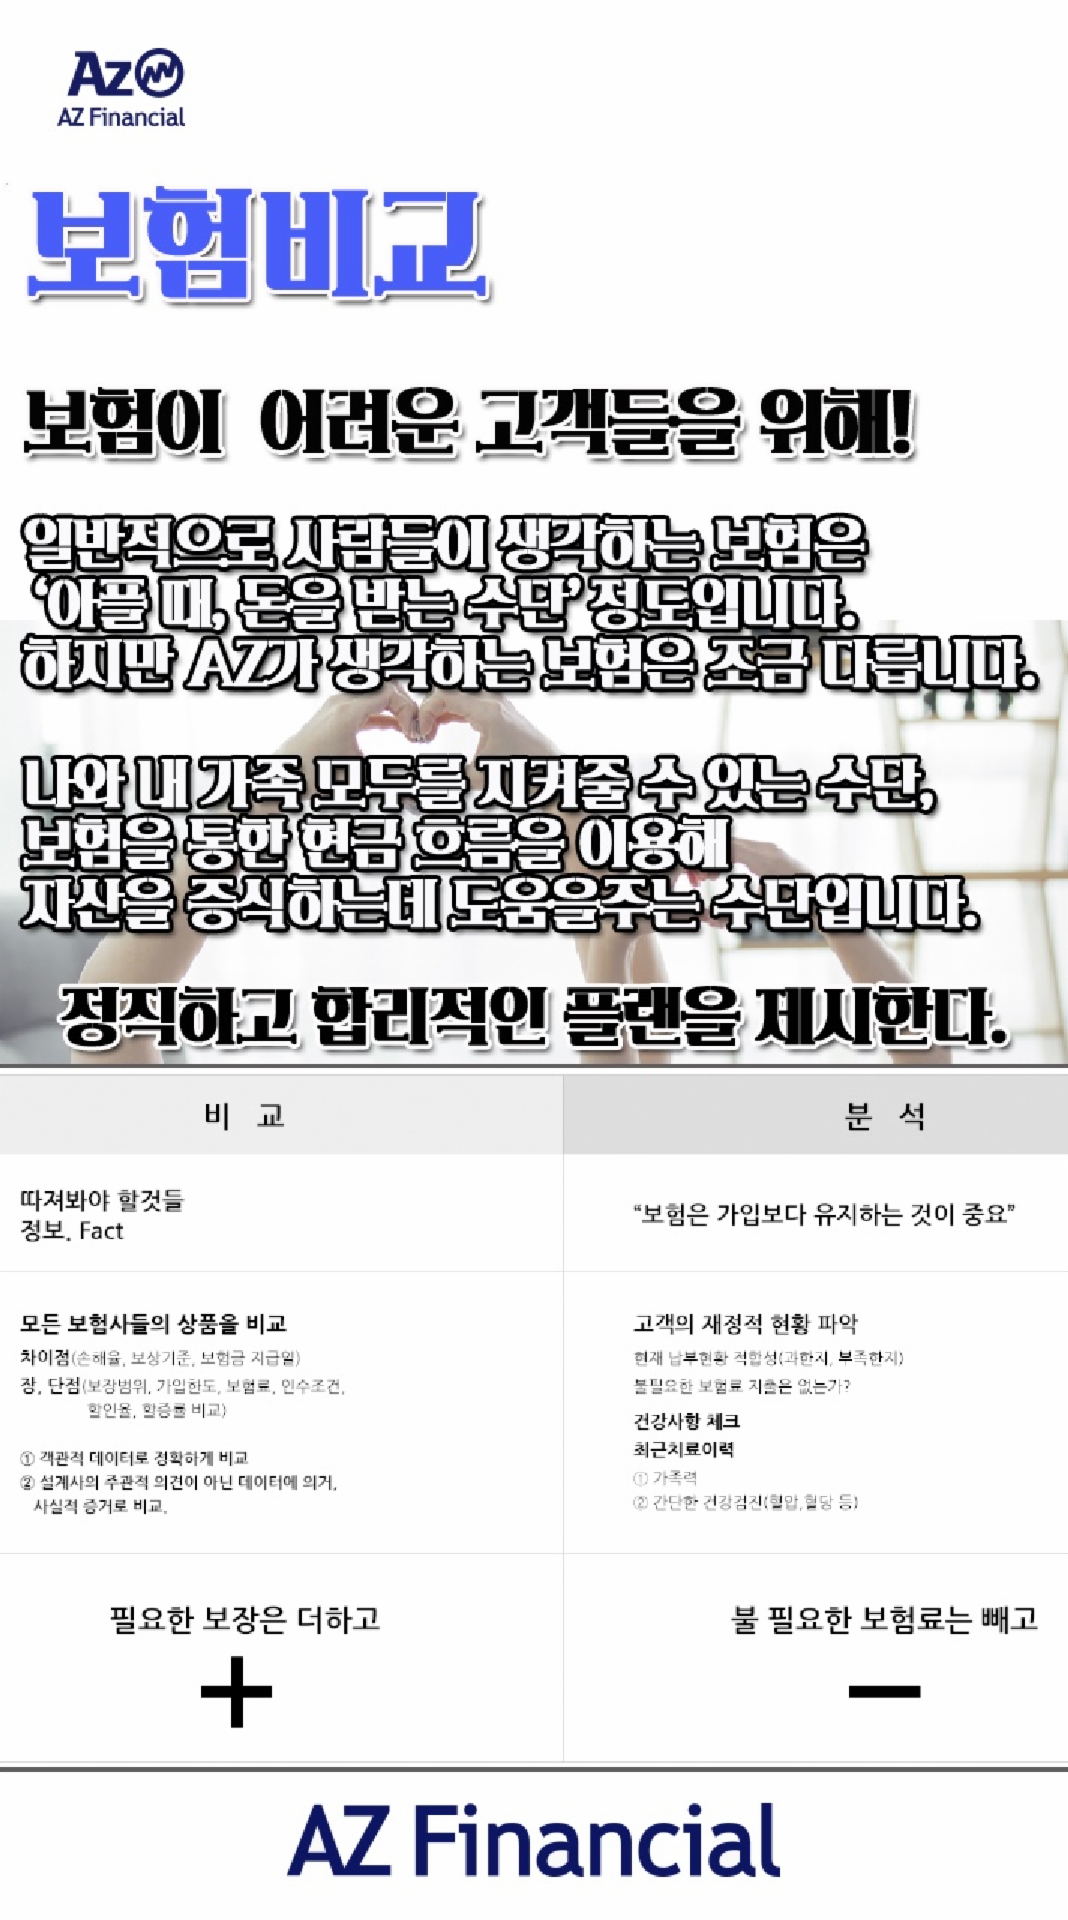 AZ
AZ Financial
보험비교
보험이 어려운 고객들을 위해!
일반적으로 사람들이 생각하는 보험은
‘아플 때, 돈을 받는 수단’ 정도입니다.
하지만 AZ가 생각하는 보험은 조금 다릅니다.
나와 내 가족 모두를 지켜줄 수 있는 수단,
보험을 통한 현금 흐름을 이용해
자산을 증식하는데 도움을주는 수단입니다.
정직하고 합리적인 플랜을 제시한다.
비 교
따져봐야 할것들
정보. Fact
모든 보험사들의 상품을 비교
차이점(손해율, 보상기준, 보험금 지급일)
장, 단점(보장범위, 가입한도, 보험료, 인수조건,
할인율, 할증률 비교)
① 객관적 데이터로 정확하게 비교
② 설계사의 주관적 의견이 아닌 데이터에 의거,
사실적 증거로 비교.
필요한 보장은 더하고
+
분 석
“보험은 가입보다 유지하는 것이 중요”
고객의 재정적 현황 파악
현재 납부현황 적합성(과한지, 부족한지)
불필요한 보험료 지출은 없는가?
건강사항 체크
최근치료이력
① 가족력
② 간단한 건강검진(혈압,혈당 등)
불 필요한 보험료는 빼고
−
AZ Financial